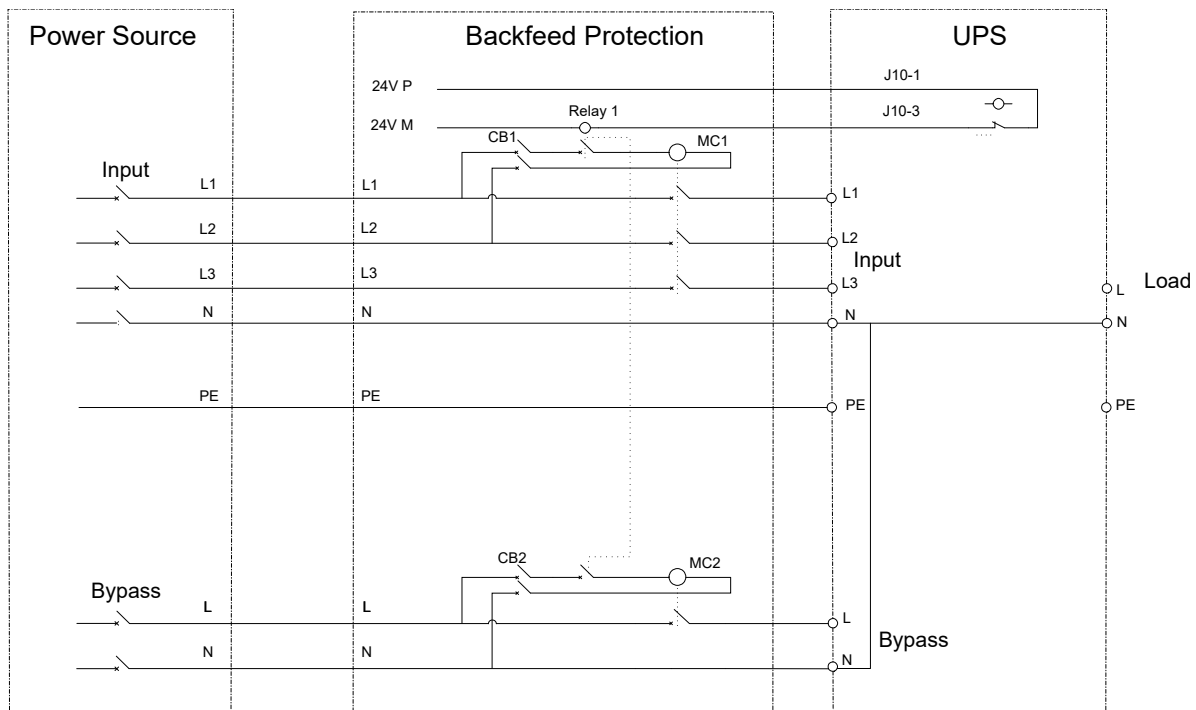 Power Source
Backfeed Protection
UPS
24V P
J10-1
24V M
Relay 1
J10-3
CB1
MC1
Input
L1
L1
L1
L2
L2
L2
Input
L3
L3
L3
L
Load
N
N
N
N
PE
PE
PE
PE
CB2
MC2
Bypass
L
L
L
Bypass
N
N
N